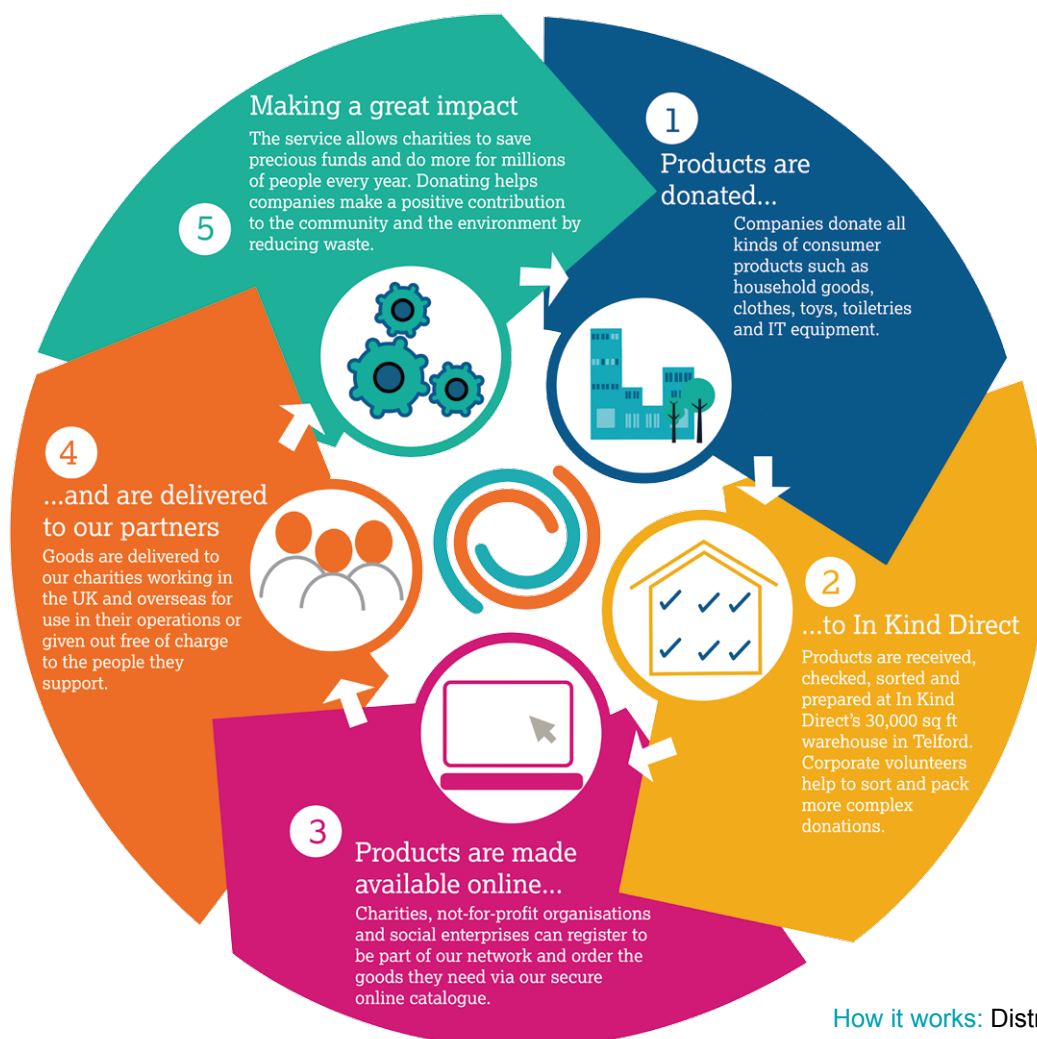 1
Products are
donated...
Companies donate all
kinds of consumer
products such as
household goods,
clothes, toys, toiletries
and IT equipment.
2
...to In Kind Direct
Products are received,
checked, sorted and
prepared at In Kind
Direct's 30,000 sq ft
warehouse in Telford.
Corporate volunteers
help to sort and pack
more complex
donations.
3
Products are made
available online...
Charities, not-for-profit organisations
and social enterprises can register to
be part of our network and order the
goods they need via our secure
online catalogue.
4
...and are delivered
to our partners
Goods are delivered to
our charities working in
the UK and overseas for
use in their operations or
given out free of charge
to the people they
support.
5
Making a great impact
The service allows charities to save
precious funds and do more for millions
of people every year. Donating helps
companies make a positive contribution
to the community and the environment by
reducing waste.
How it works: